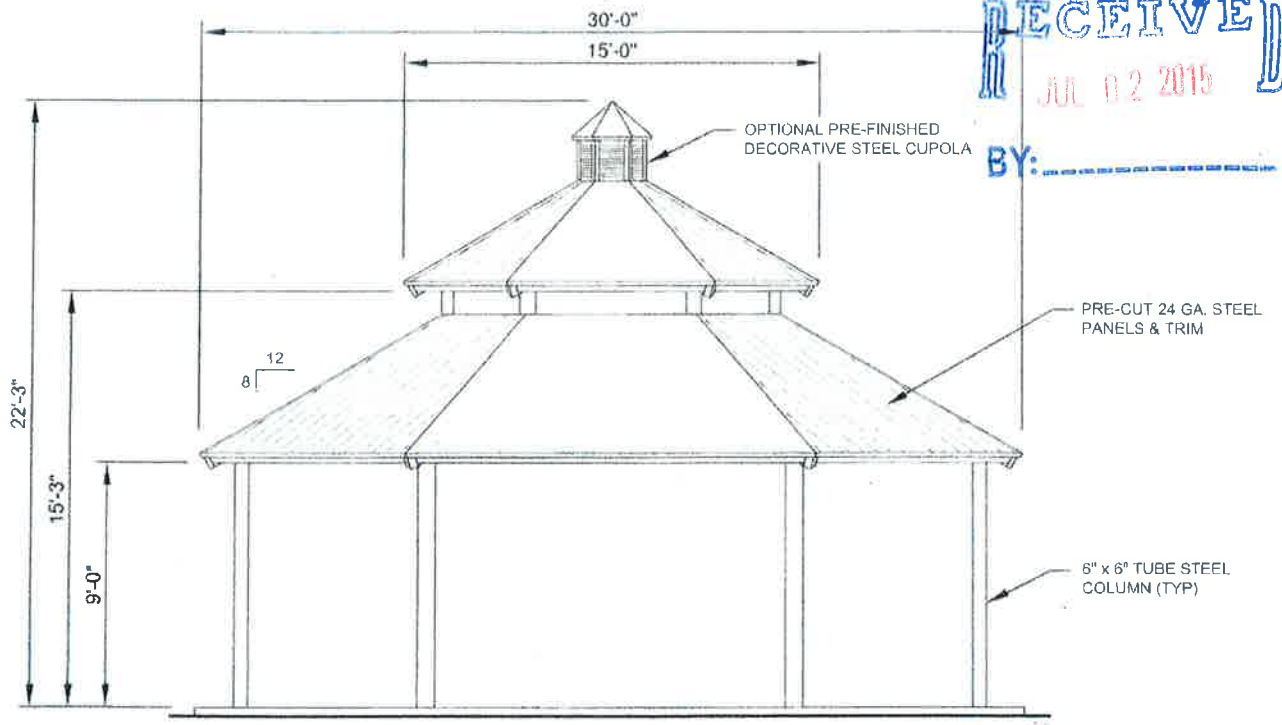 30'-0"
RECEIVED
15'-0"
JUL 02 2015
OPTIONAL PRE-FINISHED
DECORATIVE STEEL CUPOLA
BY:
PRE-CUT 24 GA. STEEL
PANELS & TRIM
12
8
22'-3"
15'-3"
9'-0"
6" x 6" TUBE STEEL
COLUMN (TYP)